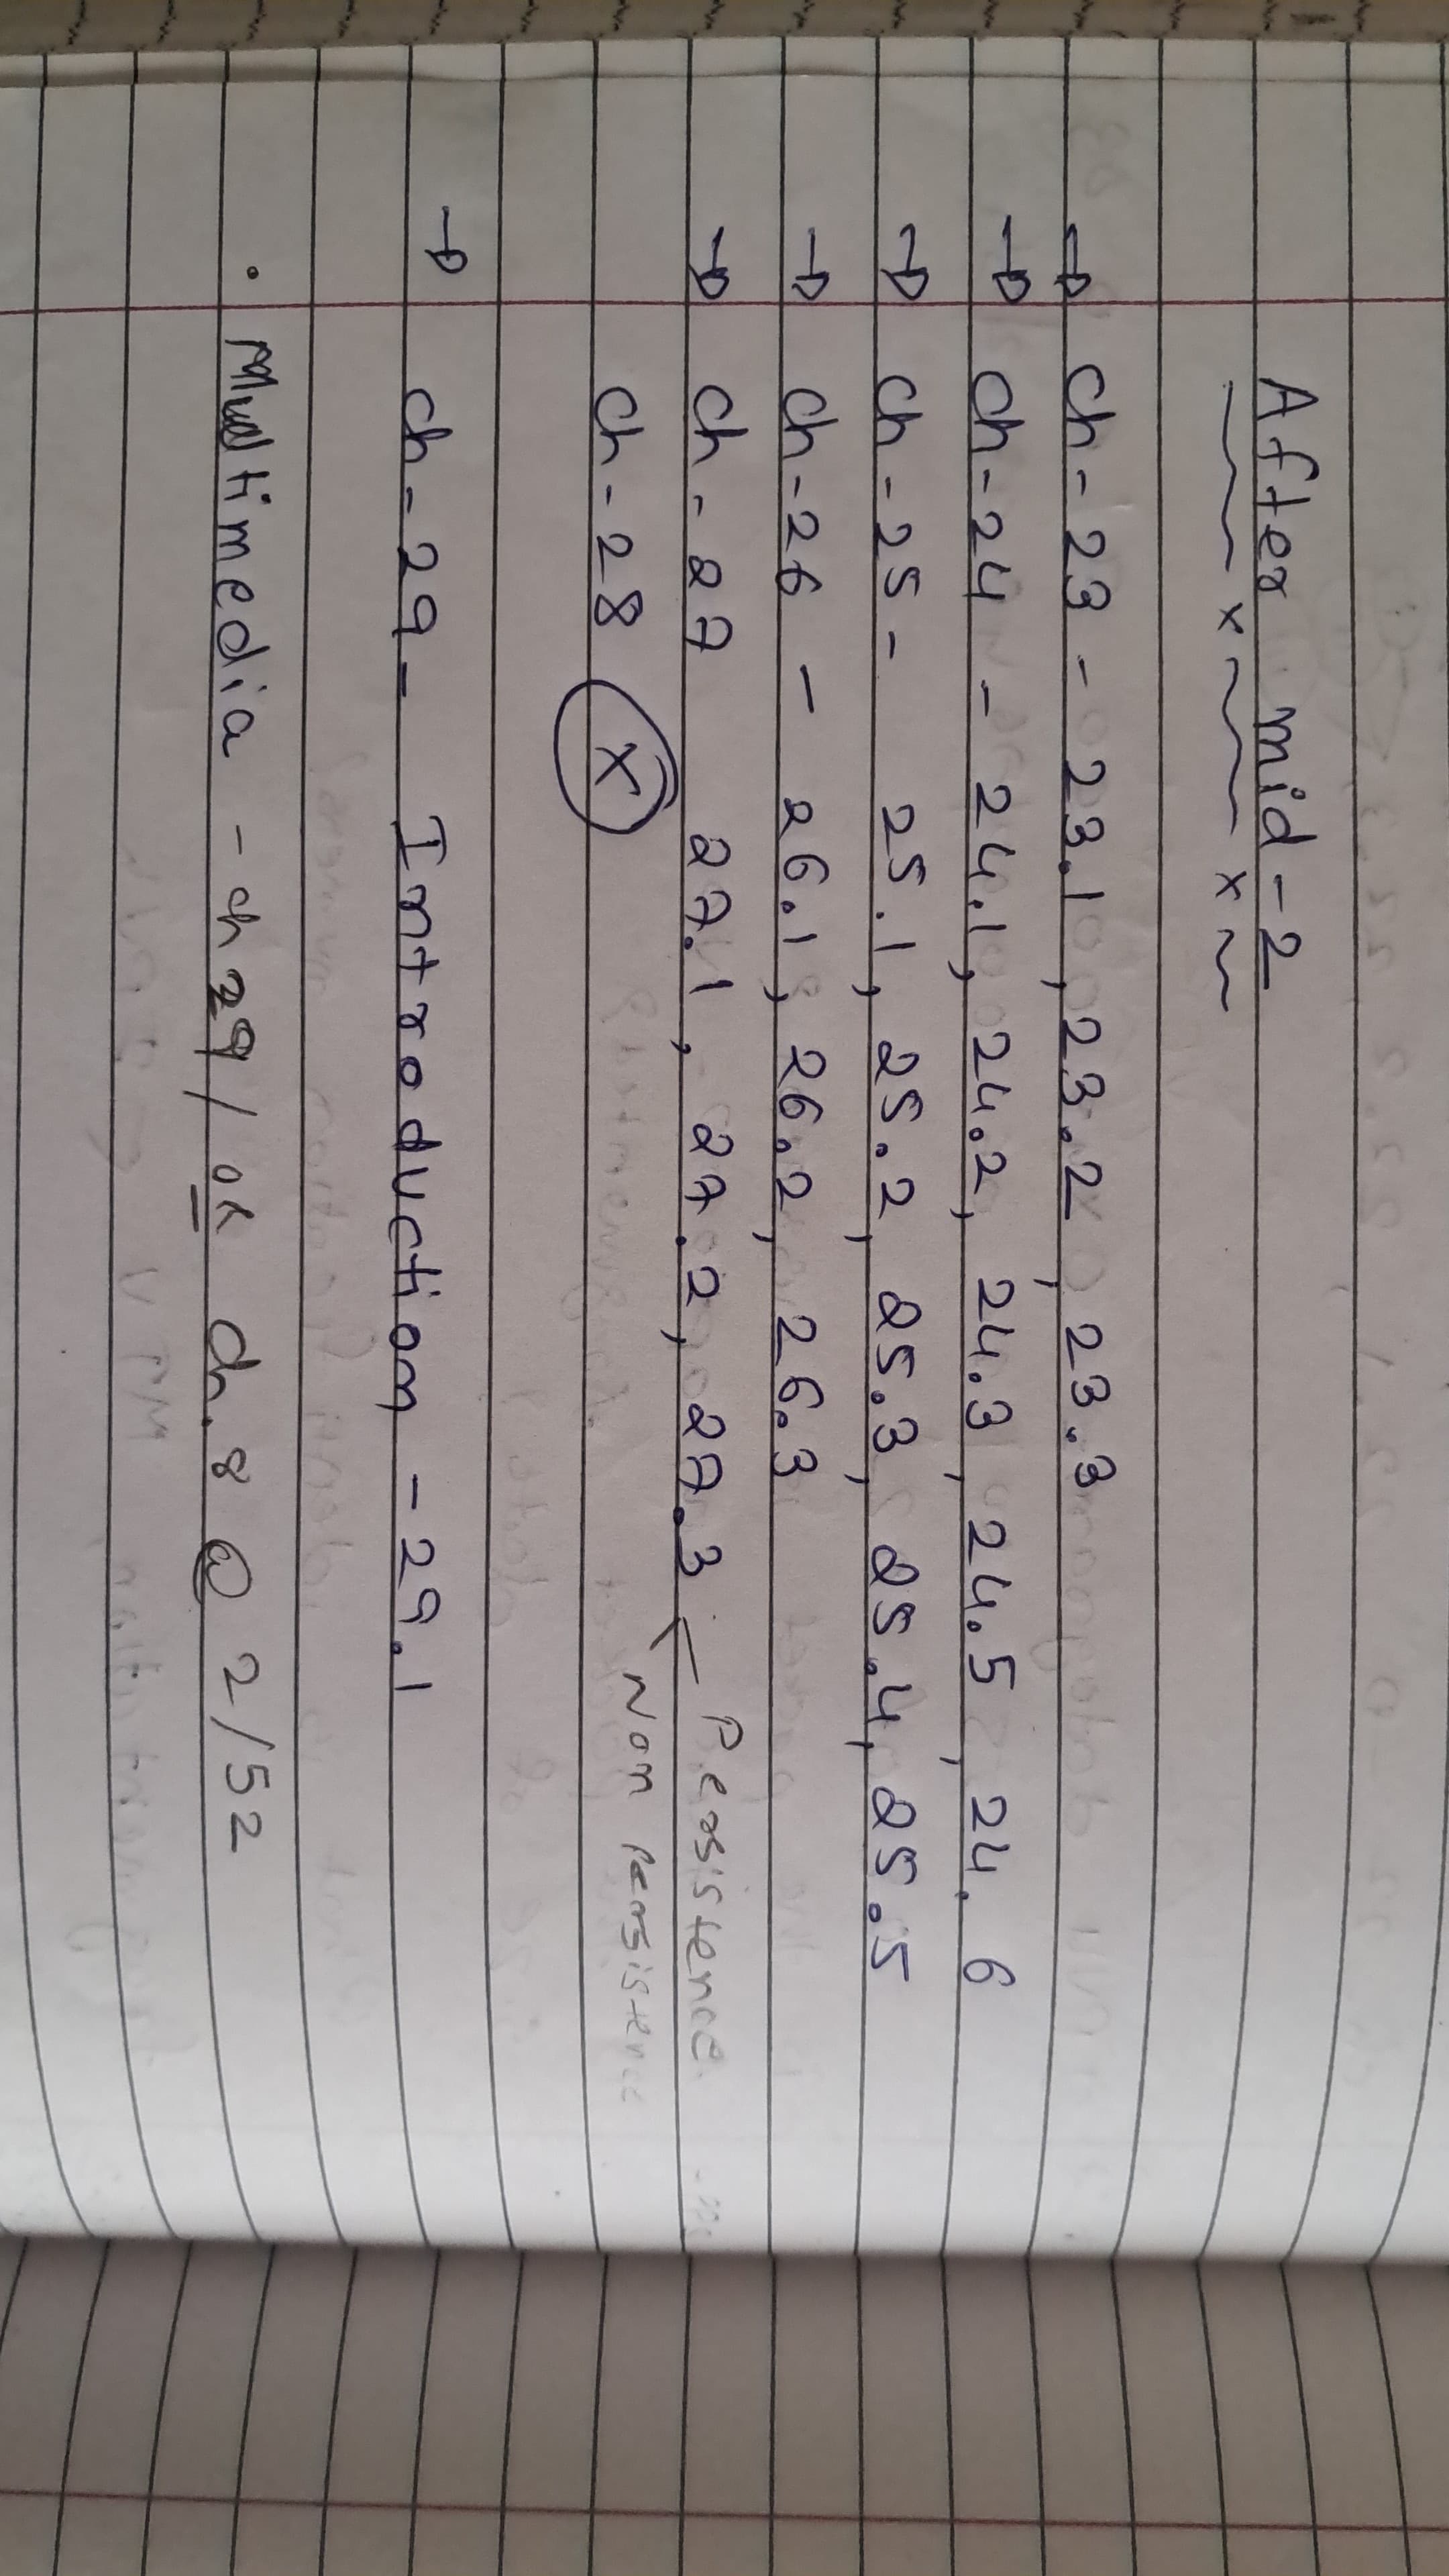 After mid-2
→ Ch-23 - 23.1, 23.2, 23.3
→ Ch-24 - 24.1, 24.2, 24.3, 24.5, 24.6
→ Ch-25 - 25.1, 25.2, 25.3, 25.4, 25.5
→ Ch-26 - 26.1, 26.2, 26.3
→ Ch-27 27.1, 27.2, 27.3 Persistence
Non persistence
Ch-28 X
→ Ch-29 - Introduction - 29.1
• Multimedia - ch 29 / OR Ch. 8 @ 2/52